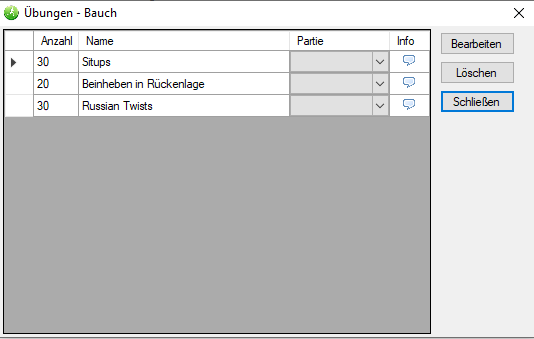 Übungen - Bauch
Anzahl Name Partie Info
30 Situps
20 Beinheben in Rückenlage
30 Russian Twists
Bearbeiten
Löschen
Schließen